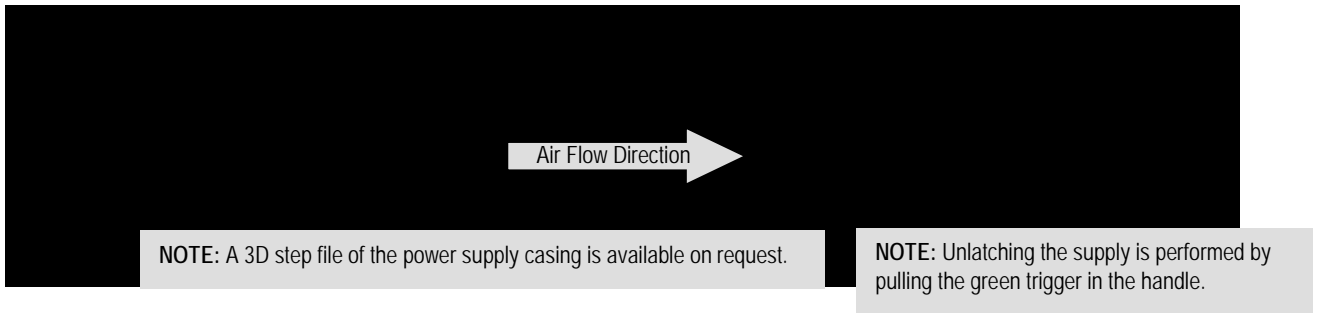 Air Flow Direction
NOTE: A 3D step file of the power supply casing is available on request.
NOTE: Unlatching the supply is performed by
pulling the green trigger in the handle.